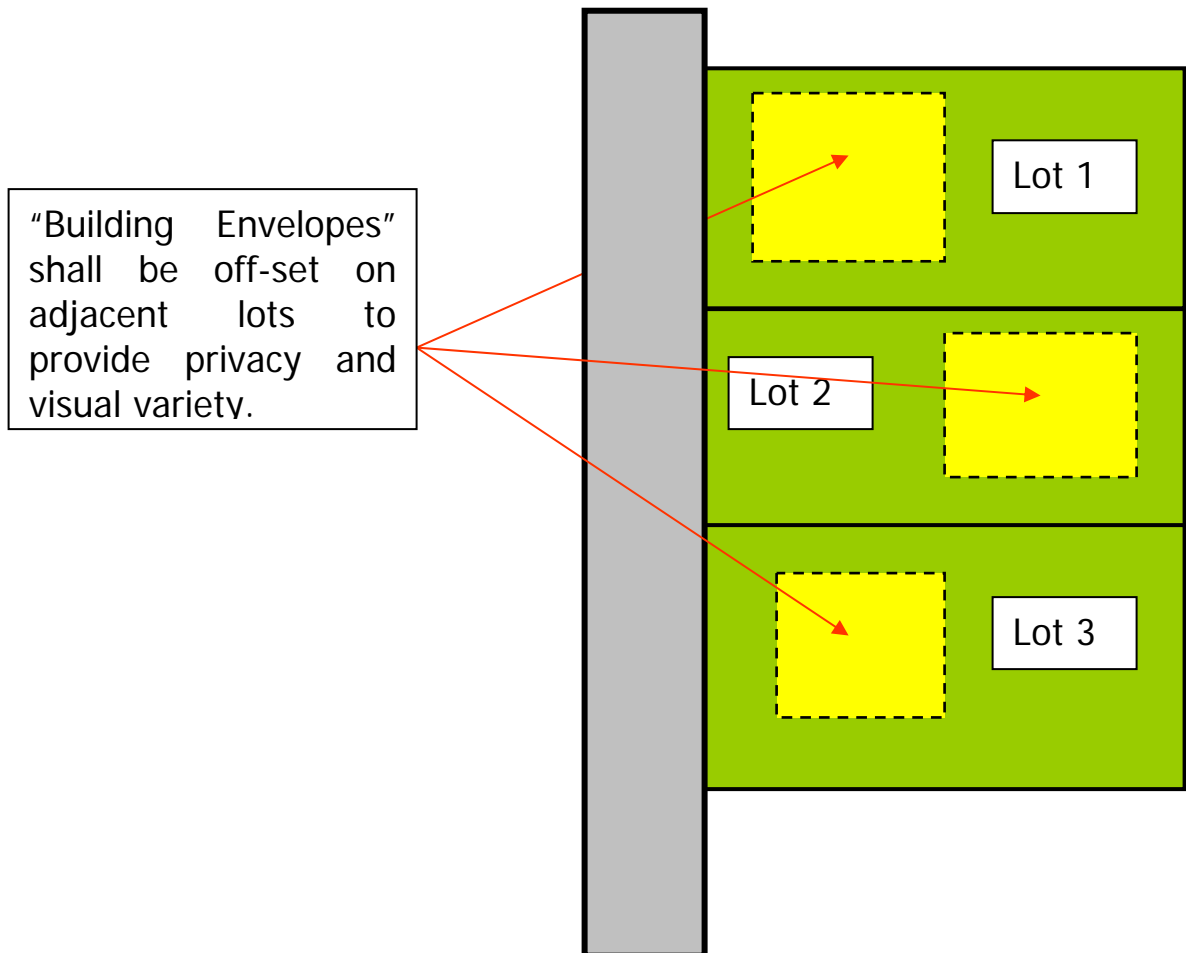 “Building Envelopes”
shall be off-set on
adjacent lots to
provide privacy and
visual variety.
Lot 1
Lot 2
Lot 3